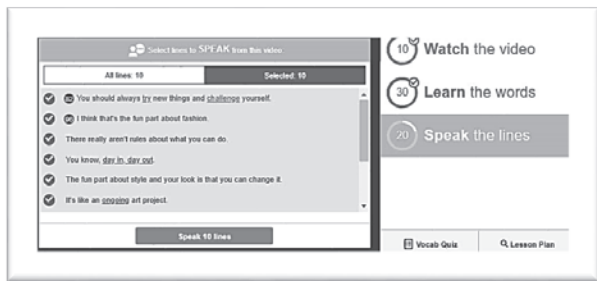 Select lines to SPEAK from this video:
All lines: 10
Selected: 10
You should always try new things and challenge yourself.
I think that's the fun part about fashion.
There really aren't rules about what you can do.
You know, day in, day out.
The fun part about style and your look is that you can change it.
It's like an ongoing art project.
Speak 10 lines
10 Watch the video
30 Learn the words
20 Speak the lines
Vocab Quiz
Lesson Plan